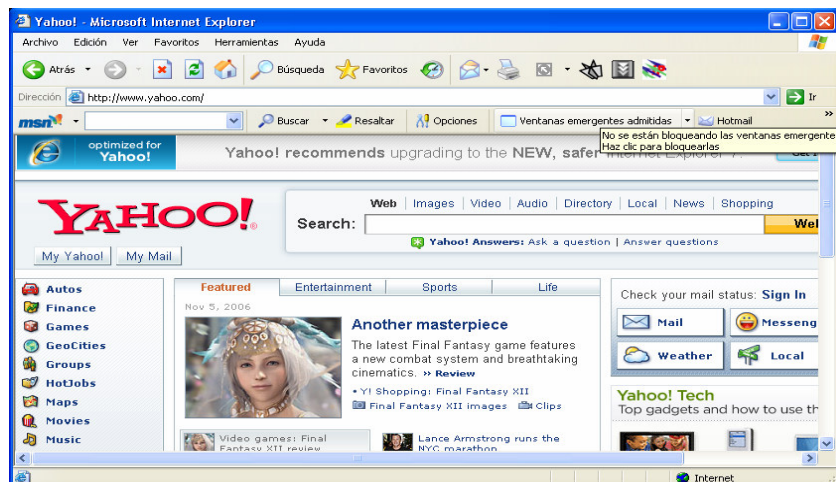 Yahoo! - Microsoft Internet Explorer
Archivo Edición Ver Favoritos Herramientas Ayuda
Atrás Búsqueda Favoritos
Dirección http://www.yahoo.com/ Ir
msn Buscar Resaltar Opciones Ventanas emergentes admitidas Hotmail »
No se están bloqueando las ventanas emergente
Haz clic para bloquearlas
optimized for
Yahoo!
Yahoo! recommends upgrading to the NEW, safer
YAHOO!
Web | Images | Video | Audio | Directory | Local | News | Shopping
Search: Wel
Yahoo! Answers: Ask a question | Answer questions
My Yahoo! My Mail
Autos
Finance
Games
GeoCities
Groups
HotJobs
Maps
Movies
Music
Featured Entertainment Sports Life
Nov 5, 2006
Another masterpiece
The latest Final Fantasy game features
a new combat system and breathtaking
cinematics. » Review
• Y! Shopping: Final Fantasy XII
Final Fantasy XII images Clips
Video games: Final
Fantasy XII review
Lance Armstrong runs the
NYC marathon
Check your mail status: Sign In
Mail Messeng
Weather Local
Yahoo! Tech
Top gadgets and how to use th
Internet